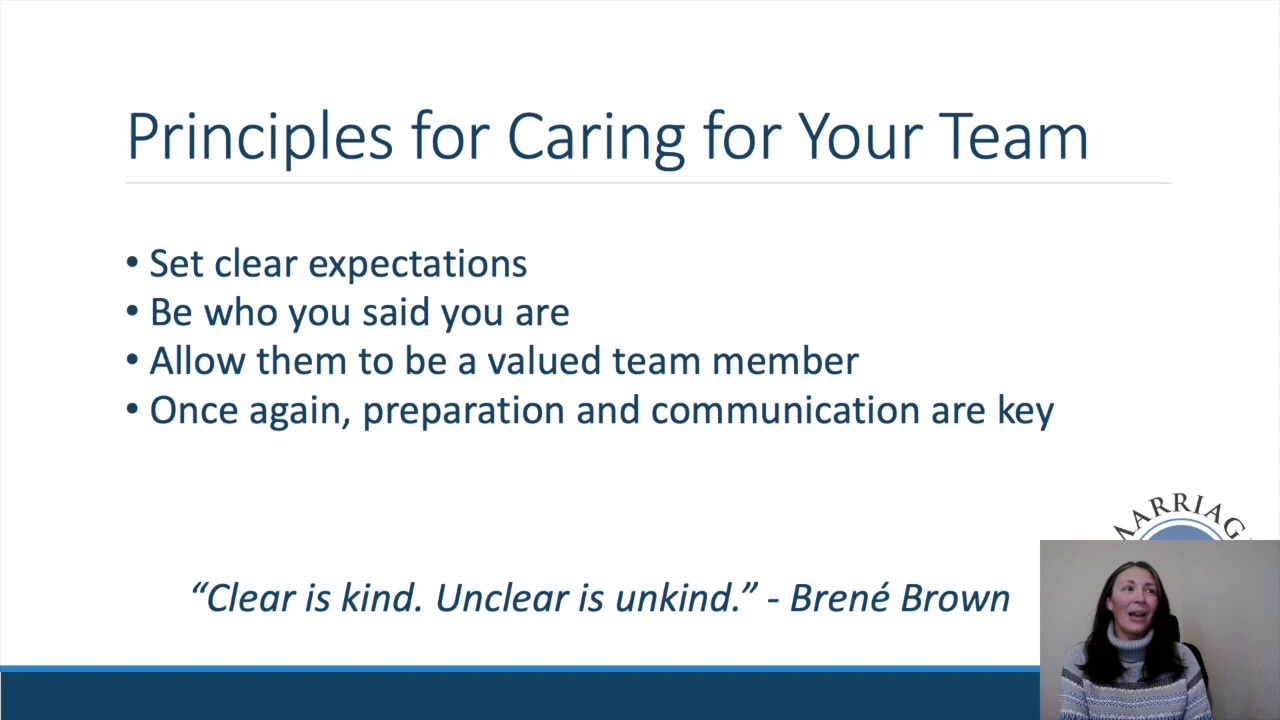 Principles for Caring for Your Team
• Set clear expectations
• Be who you said you are
• Allow them to be a valued team member
• Once again, preparation and communication are key
“Clear is kind. Unclear is unkind.” - Brené Brown